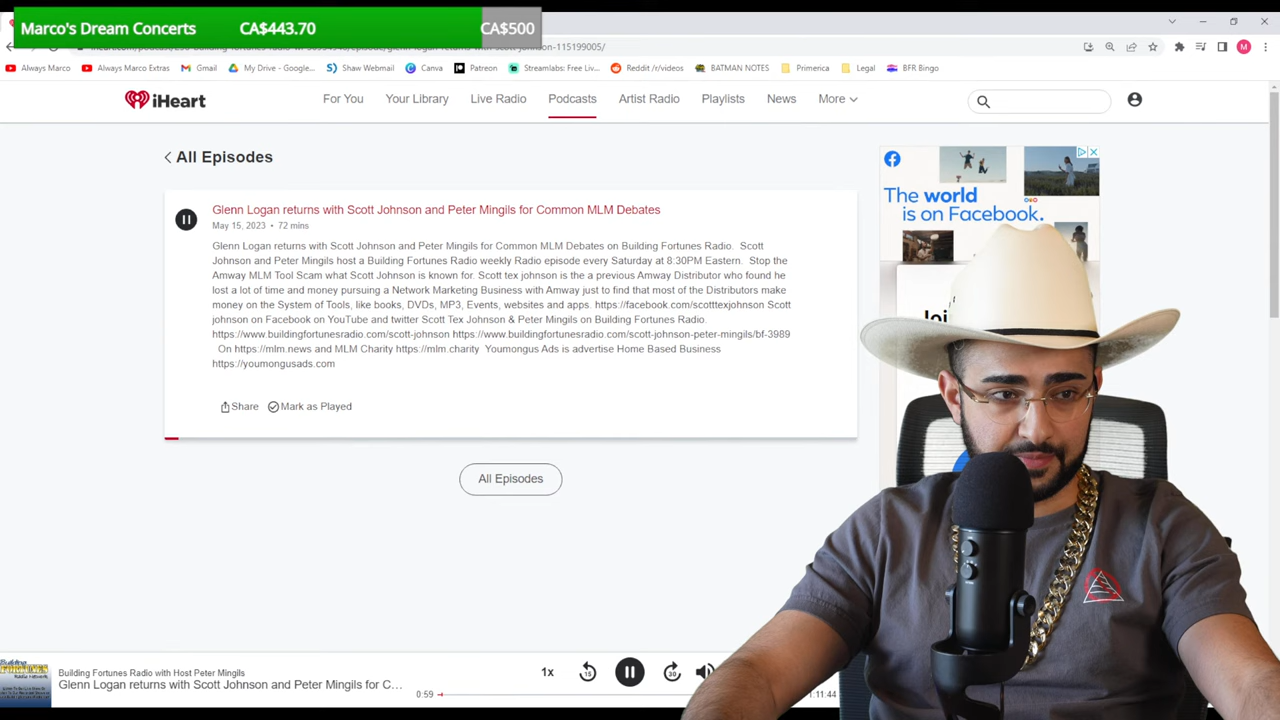 Marco's Dream Concerts CA$443.70 CA$500
Always Marco Always Marco Extras Gmail My Drive - Google... Shaw Webmail Canva Patreon Streamlabs: Free Liv... Reddit /r/videos BATMAN NOTES Primerica Legal BFR Bingo
iHeart For You Your Library Live Radio Podcasts Artist Radio Playlists News More
All Episodes
Glenn Logan returns with Scott Johnson and Peter Mingils for Common MLM Debates
May 15, 2023 • 72 mins
Glenn Logan returns with Scott Johnson and Peter Mingils for Common MLM Debates on Building Fortunes Radio. Scott
Johnson and Peter Mingils host a Building Fortunes Radio weekly Radio episode every Saturday at 8:30PM Eastern. Stop the
Amway MLM Tool Scam what Scott Johnson is known for. Scott tex johnson is the a previous Amway Distributor who found he
lost a lot of time and money pursuing a Network Marketing Business with Amway just to find that most of the Distributors make
money on the System of Tools, like books, DVDs, MP3, Events, websites and apps. https://facebook.com/scotttexjohnson Scott
johnson on Facebook on YouTube and twitter Scott Tex Johnson & Peter Mingils on Building Fortunes Radio.
https://www.buildingfortunesradio.com/scott-johnson https://www.buildingfortunesradio.com/scott-johnson-peter-mingils/bf-3989
On https://mlm.news and MLM Charity https://mlm.charity Youmongus Ads is advertise Home Based Business
https://youmongusads.com
Share Mark as Played
All Episodes
The world
is on Facebook.
Building Fortunes Radio with Host Peter Mingils
Glenn Logan returns with Scott Johnson and Peter Mingils for C...
1x 15 30
0:59 1:11:44